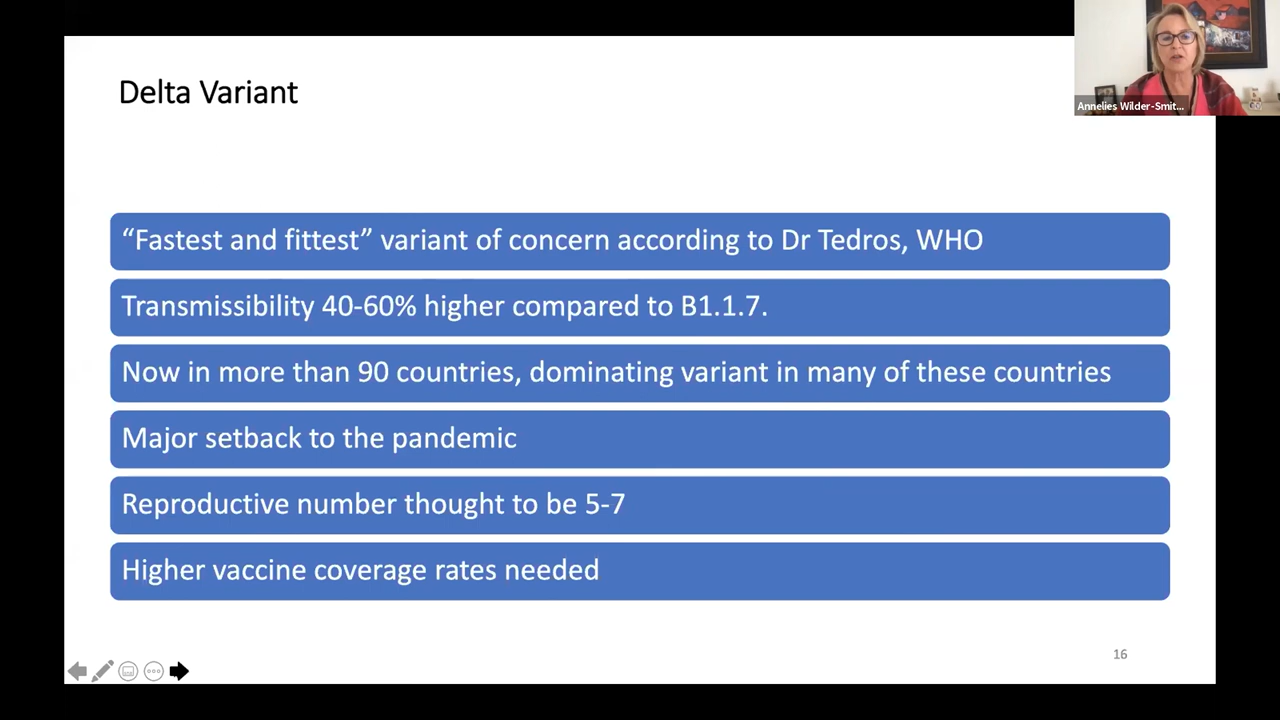 Delta Variant
Annelies Wilder-Smit...
“Fastest and fittest” variant of concern according to Dr Tedros, WHO
Transmissibility 40-60% higher compared to B1.1.7.
Now in more than 90 countries, dominating variant in many of these countries
Major setback to the pandemic
Reproductive number thought to be 5-7
Higher vaccine coverage rates needed
16